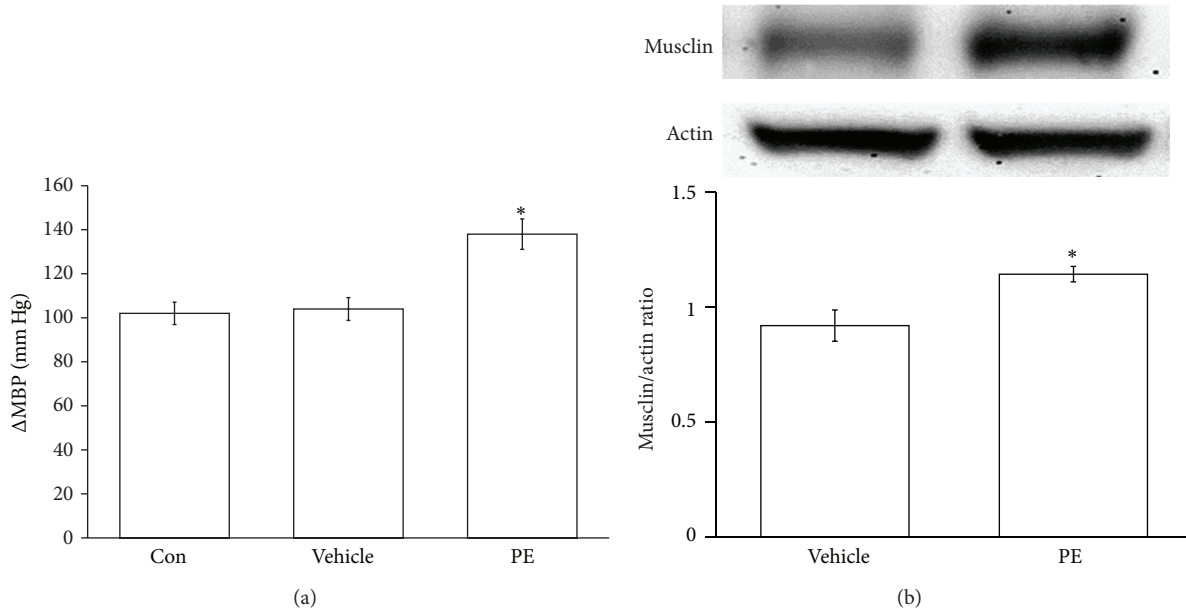 160
140
120
100
80
60
40
20
0
ΔMBP (mm Hg)
*
Con
Vehicle
PE
(a)
Musclin
Actin
1.5
1
0.5
0
Musclin/actin ratio
*
Vehicle
PE
(b)